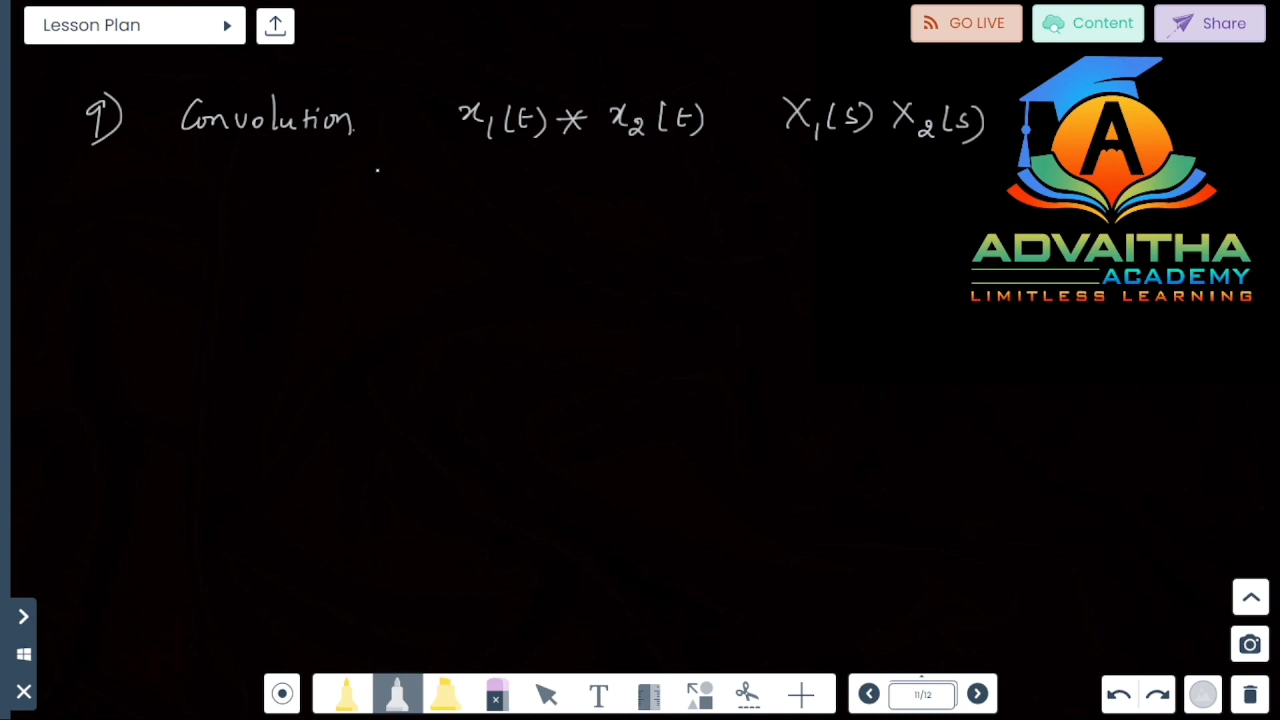 Lesson Plan
GO LIVE
Content
Share
9) Convolution x₁(t) * x₂(t) X₁(s) X₂(s)
A
ADVAITHA
ACADEMY
LIMITLESS LEARNING
T
11/12